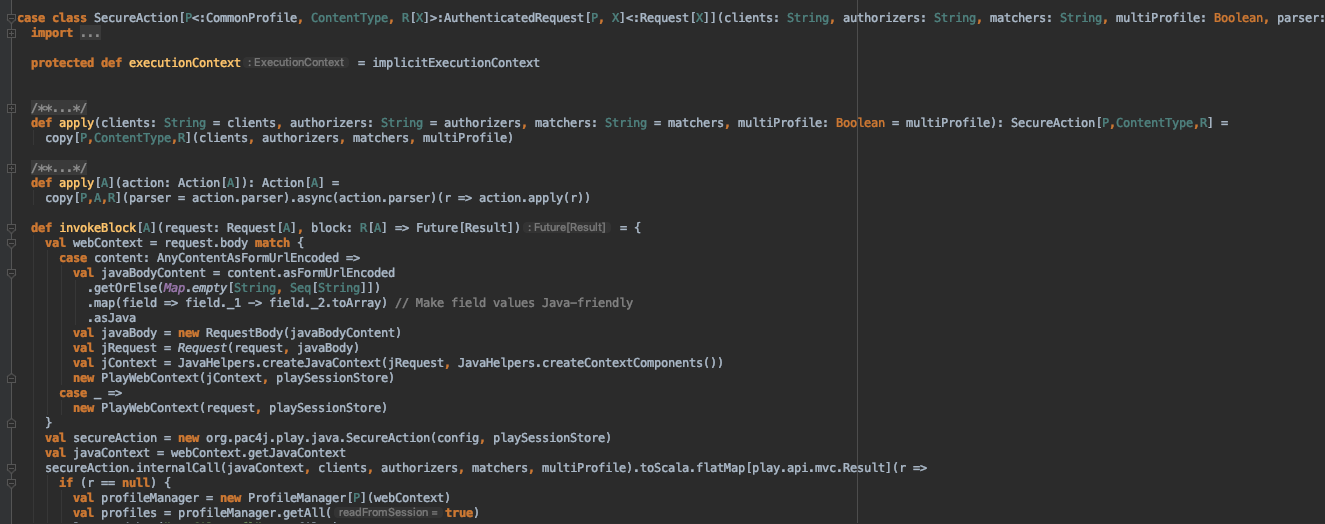 case class SecureAction[P<:CommonProfile, ContentType, R[X]>:AuthenticatedRequest[P, X]<:Request[X]](clients: String, authorizers: String, matchers: String, multiProfile: Boolean, parser:
import ...
protected def executionContext : ExecutionContext = implicitExecutionContext
/**...*/
def apply(clients: String = clients, authorizers: String = authorizers, matchers: String = matchers, multiProfile: Boolean = multiProfile): SecureAction[P,ContentType,R] =
copy[P,ContentType,R](clients, authorizers, matchers, multiProfile)
/**...*/
def apply[A](action: Action[A]): Action[A] =
copy[P,A,R](parser = action.parser).async(action.parser)(r => action.apply(r))
def invokeBlock[A](request: Request[A], block: R[A] => Future[Result]) : Future[Result] = {
val webContext = request.body match {
case content: AnyContentAsFormUrlEncoded =>
val javaBodyContent = content.asFormUrlEncoded
.getOrElse(Map.empty[String, Seq[String]])
.map(field => field._1 -> field._2.toArray) // Make field values Java-friendly
.asJava
val javaBody = new RequestBody(javaBodyContent)
val jRequest = Request(request, javaBody)
val jContext = JavaHelpers.createJavaContext(jRequest, JavaHelpers.createContextComponents())
new PlayWebContext(jContext, playSessionStore)
case _ =>
new PlayWebContext(request, playSessionStore)
}
val secureAction = new org.pac4j.play.java.SecureAction(config, playSessionStore)
val javaContext = webContext.getJavaContext
secureAction.internalCall(javaContext, clients, authorizers, matchers, multiProfile).toScala.flatMap[play.api.mvc.Result](r =>
if (r == null) {
val profileManager = new ProfileManager[P](webContext)
val profiles = profileManager.getAll( readFromSession = true)